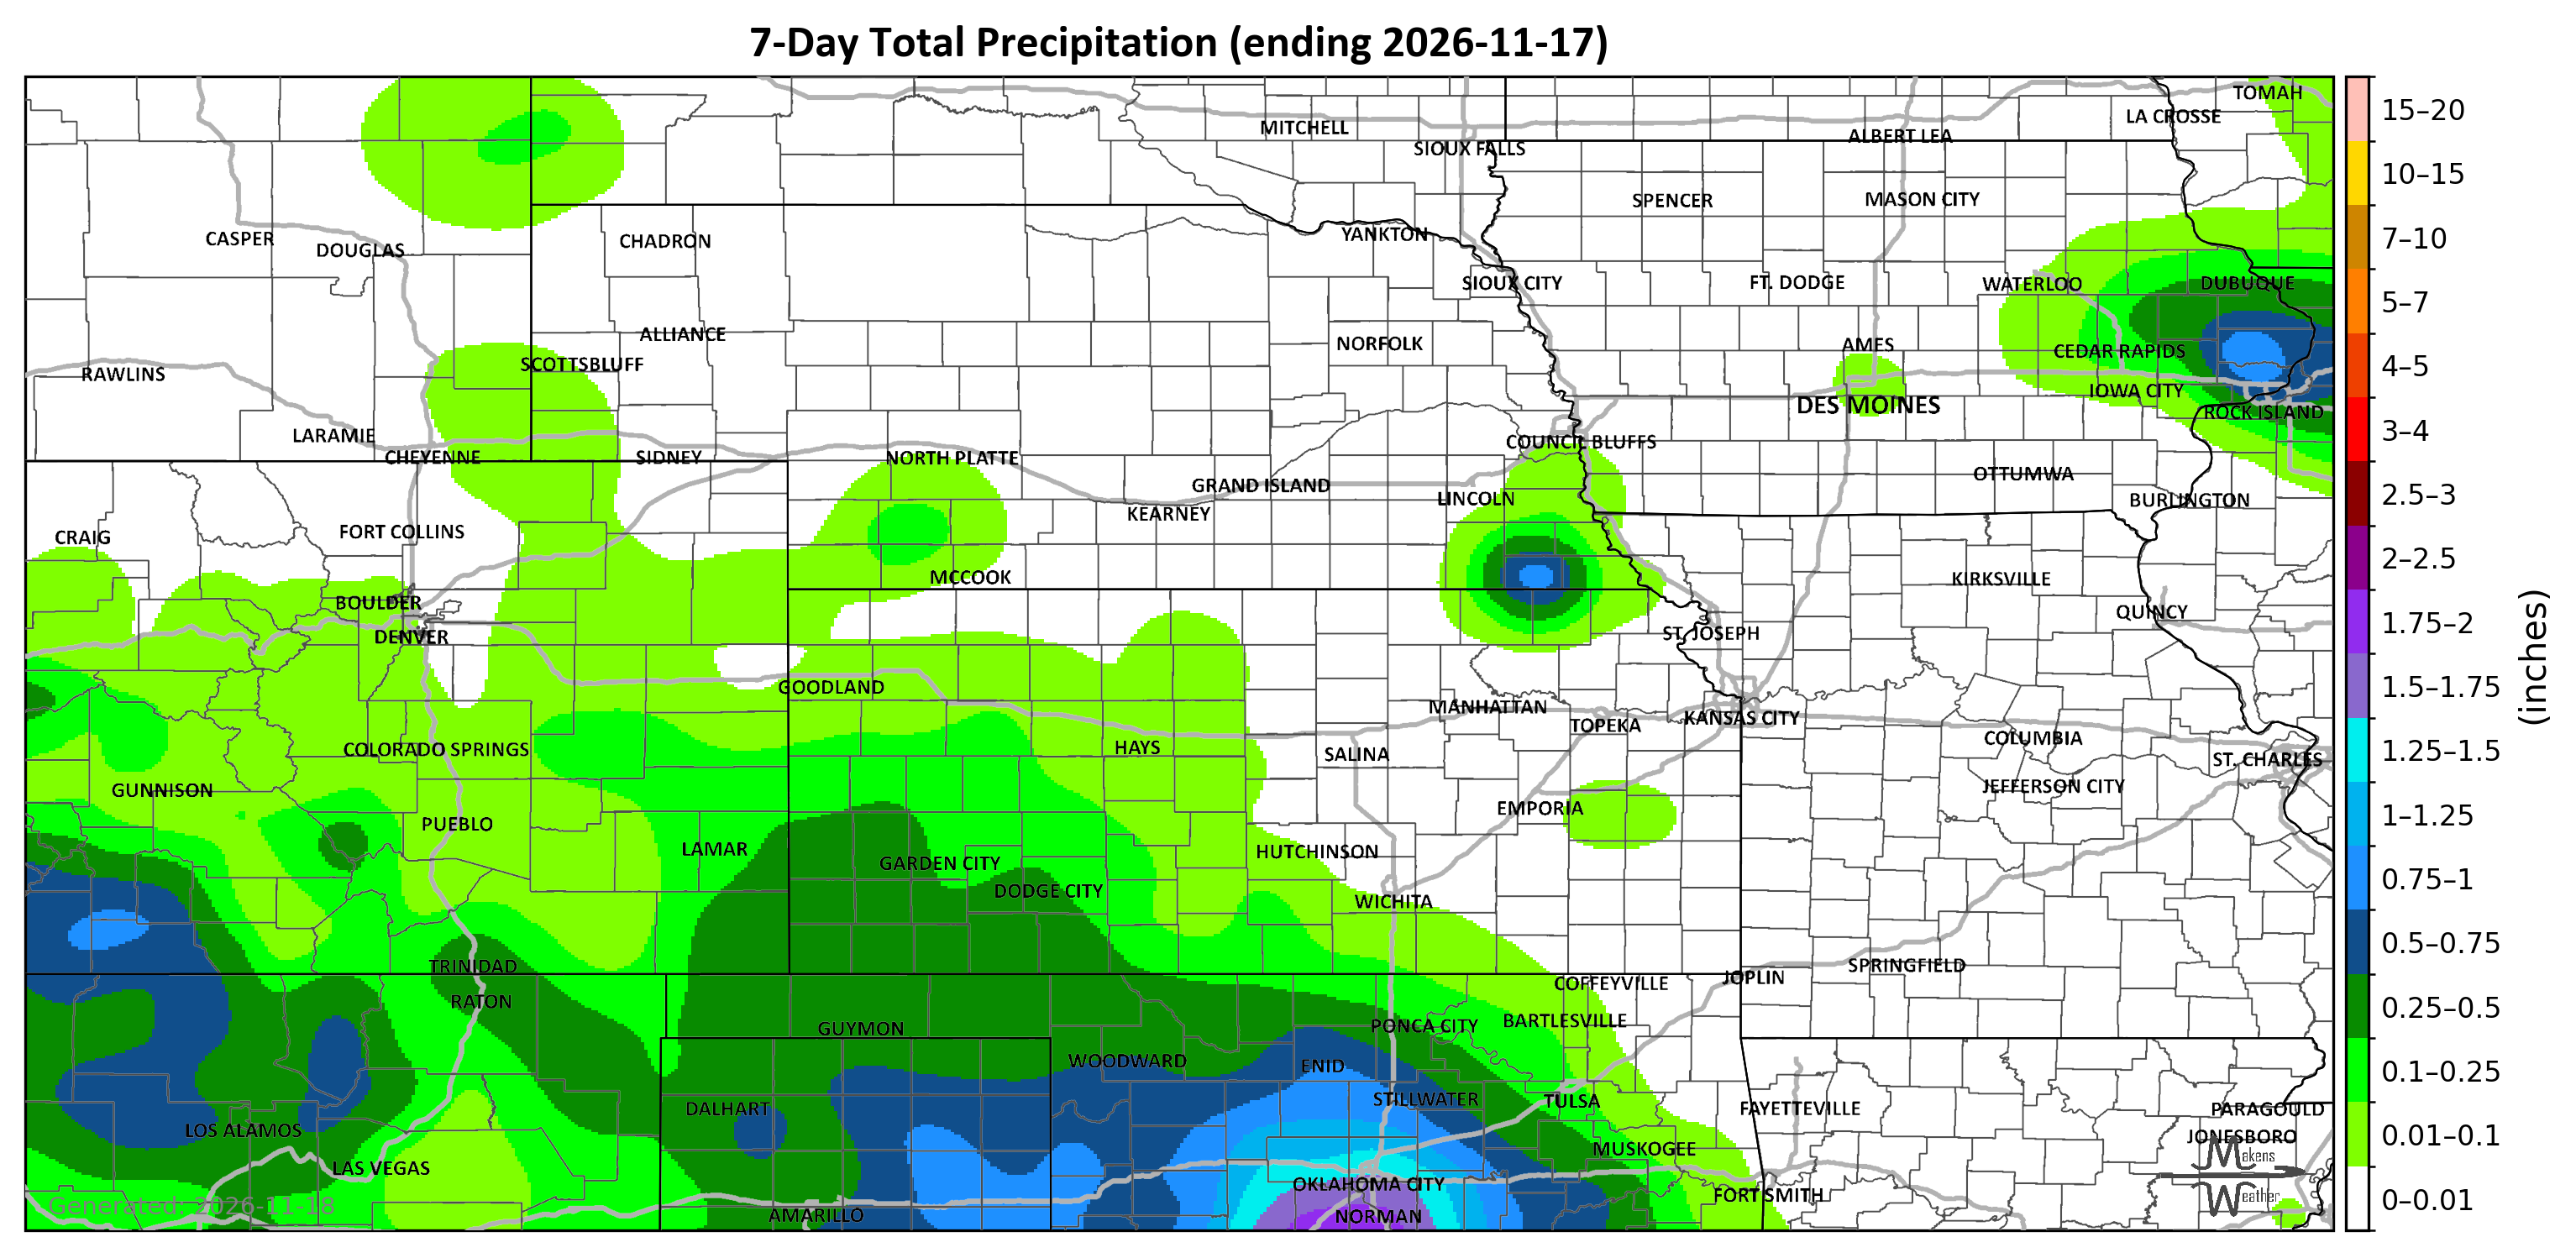 7-Day Total Precipitation (ending 2026-11-17)
TOMAH
LA CROSSE
MITCHELL
ALBERT LEA
SIOUX FALLS
SPENCER
MASON CITY
YANKTON
CASPER
DOUGLAS
CHADRON
SIOUX CITY
FT. DODGE
WATERLOO
DUBUQUE
ALLIANCE
NORFOLK
AMES
CEDAR RAPIDS
SCOTTSBLUFF
RAWLINS
IOWA CITY
DES MOINES
ROCK ISLAND
LARAMIE
COUNCIL BLUFFS
CHEYENNE
SIDNEY
NORTH PLATTE
OTTUMWA
GRAND ISLAND
LINCOLN
BURLINGTON
KEARNEY
CRAIG
FORT COLLINS
MCCOOK
KIRKSVILLE
BOULDER
QUINCY
DENVER
ST. JOSEPH
GOODLAND
MANHATTAN
KANSAS CITY
TOPEKA
COLUMBIA
COLORADO SPRINGS
HAYS
SALINA
ST. CHARLES
GUNNISON
JEFFERSON CITY
EMPORIA
PUEBLO
LAMAR
HUTCHINSON
GARDEN CITY
DODGE CITY
WICHITA
TRINIDAD
SPRINGFIELD
JOPLIN
COFFEYVILLE
RATON
BARTLESVILLE
GUYMON
PONCA CITY
WOODWARD
ENID
STILLWATER
TULSA
DALHART
FAYETTEVILLE
PARAGOULD
LOS ALAMOS
JONESBORO
MUSKOGEE
LAS VEGAS
OKLAHOMA CITY
FORT SMITH
AMARILLO
NORMAN
Generated: 2026-11-18
Makens
Weather
15–20
10–15
7–10
5–7
4–5
3–4
2.5–3
2–2.5
1.75–2
1.5–1.75
1.25–1.5
1–1.25
0.75–1
0.5–0.75
0.25–0.5
0.1–0.25
0.01–0.1
0–0.01
(inches)